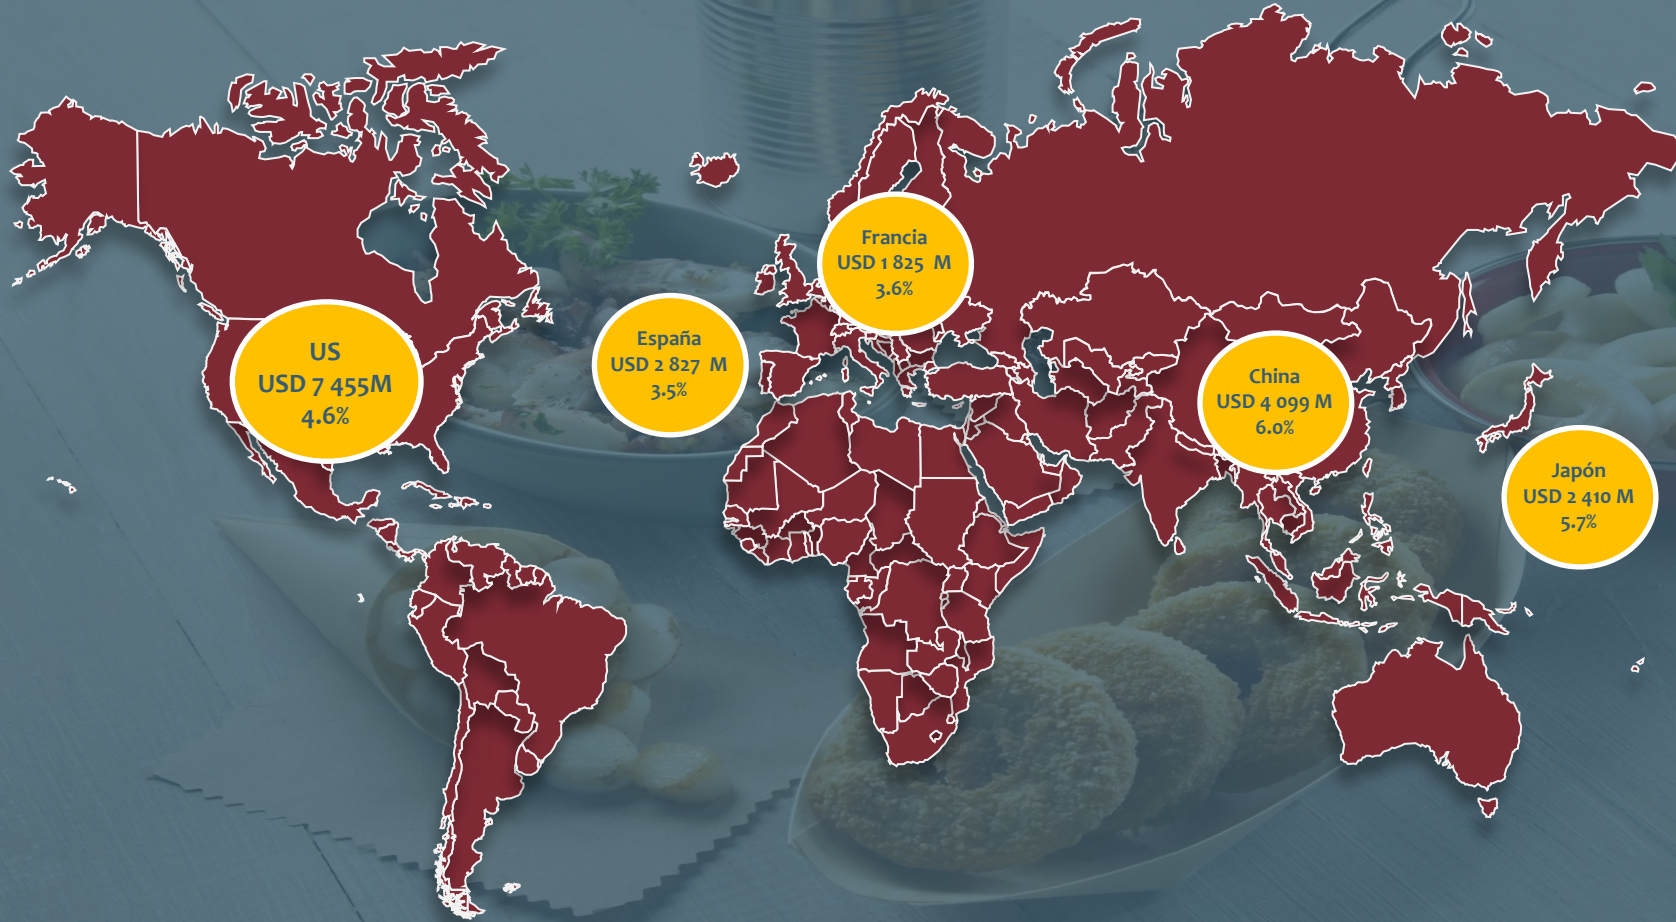 Francia
USD 1 825 M
3.6%
España
USD 2 827 M
3.5%
US
USD 7 455M
4.6%
China
USD 4 099 M
6.0%
Japón
USD 2 410 M
5.7%